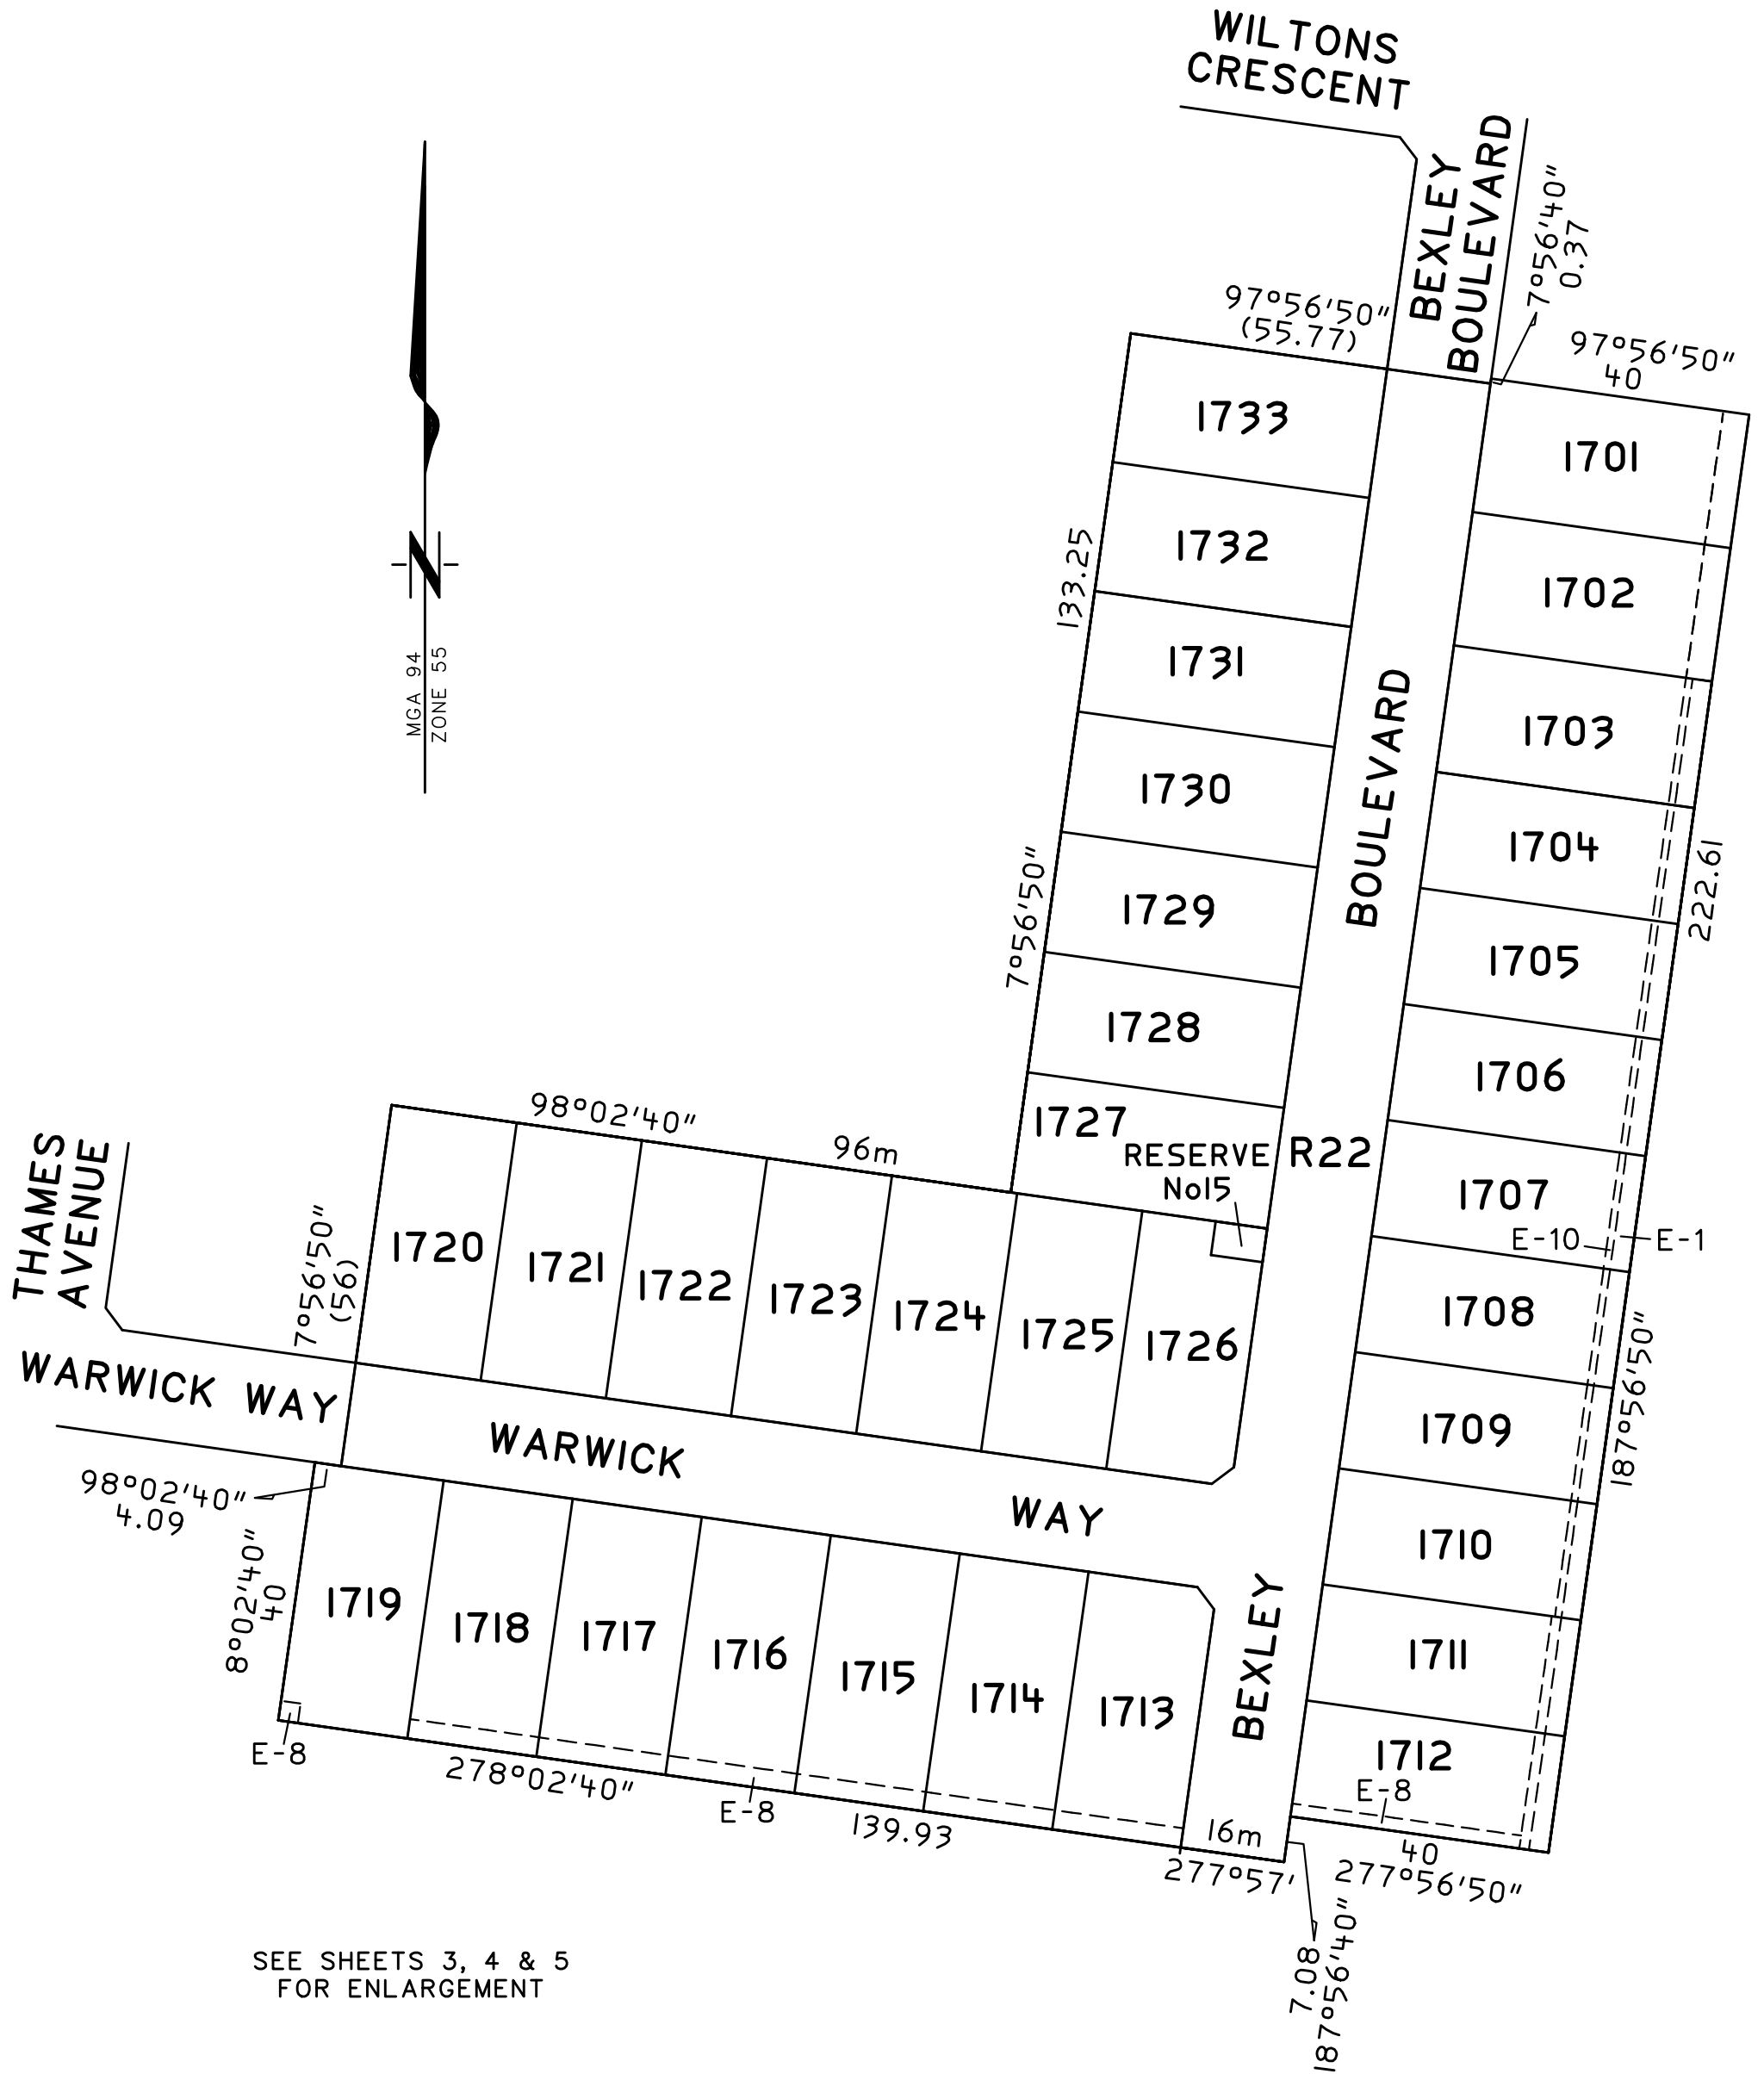 WILTONS
CRESCENT
BEXLEY
BOULEVARD
7°56'40"
0.37
97°56'50"
(55.77)
97°56'50"
40
1733
1701
1732
1702
133.25
MGA 94
ZONE 55
1731
1703
BOULEVARD
1730
1704
222.61
1729
1705
7°56'50"
1728
1706
98°02'40"
96m
1727
RESERVE
No15
R22
THAMES
AVENUE
1707
E-10
E-1
7°56'50"
(56)
1720
1721
1722
1723
1724
1725
1726
1708
187°56'50"
WARWICK WAY
WARWICK
WAY
1709
98°02'40"
4.09
1710
8°02'40"
40
1719
1718
1717
1716
1715
1714
1713
BEXLEY
1711
1712
E-8
E-8
278°02'40"
E-8
139.93
16m
277°57'
40
277°56'50"
7.08
187°56'40"
SEE SHEETS 3, 4 & 5
FOR ENLARGEMENT